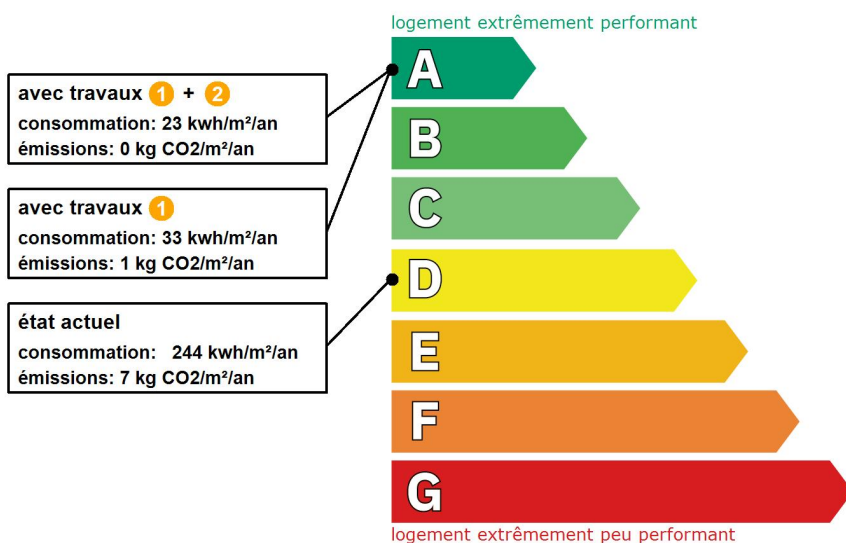 logement extrêmement performant
avec travaux 1 + 2
consommation: 23 kwh/m²/an
émissions: 0 kg CO2/m²/an
avec travaux 1
consommation: 33 kwh/m²/an
émissions: 1 kg CO2/m²/an
état actuel
consommation: 244 kwh/m²/an
émissions: 7 kg CO2/m²/an
A
B
C
D
E
F
G
logement extrêmement peu performant